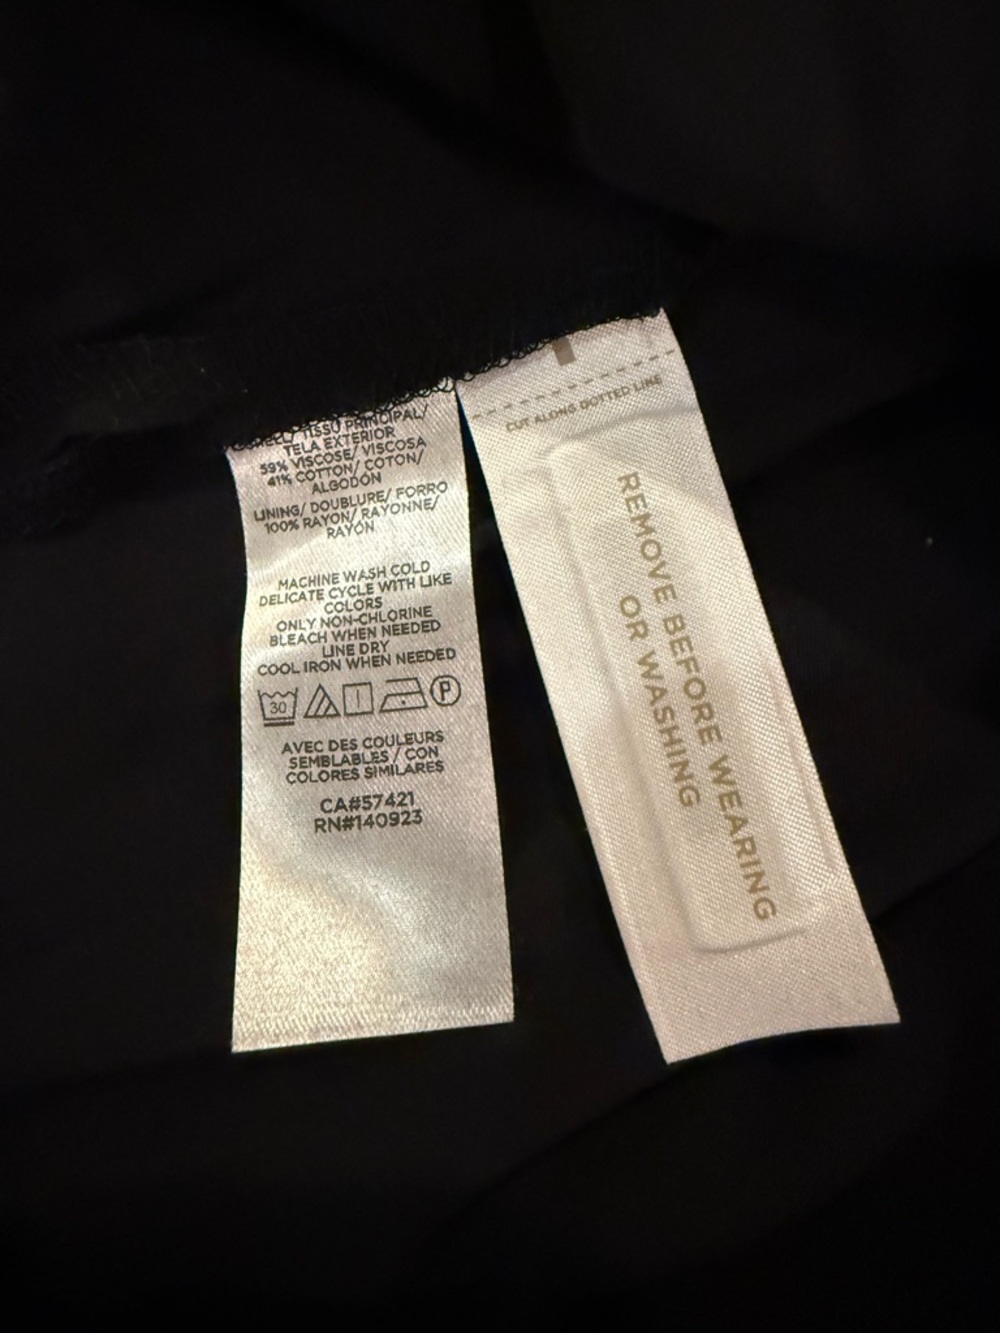 SHELL/ TISSU PRINCIPAL/
TELA EXTERIOR
59% VISCOSE/ VISCOSA
41% COTTON/ COTON/
ALGODÓN
LINING/ DOUBLURE/ FORRO
100% RAYON/ RAYONNE/
RAYÓN
MACHINE WASH COLD
DELICATE CYCLE WITH LIKE
COLORS
ONLY NON-CHLORINE
BLEACH WHEN NEEDED
LINE DRY
COOL IRON WHEN NEEDED
30 P
AVEC DES COULEURS
SEMBLABLES / CON
COLORES SIMILARES
CA#57421
RN#140923
CUT ALONG DOTTED LINE
REMOVE BEFORE WEARING
OR WASHING